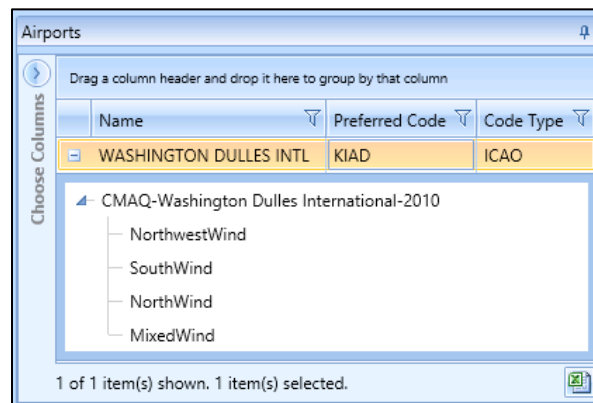 Airports
Choose Columns
Drag a column header and drop it here to group by that column
Name Preferred Code Code Type
WASHINGTON DULLES INTL KIAD ICAO
CMAQ-Washington Dulles International-2010
NorthwestWind
SouthWind
NorthWind
MixedWind
1 of 1 item(s) shown. 1 item(s) selected.